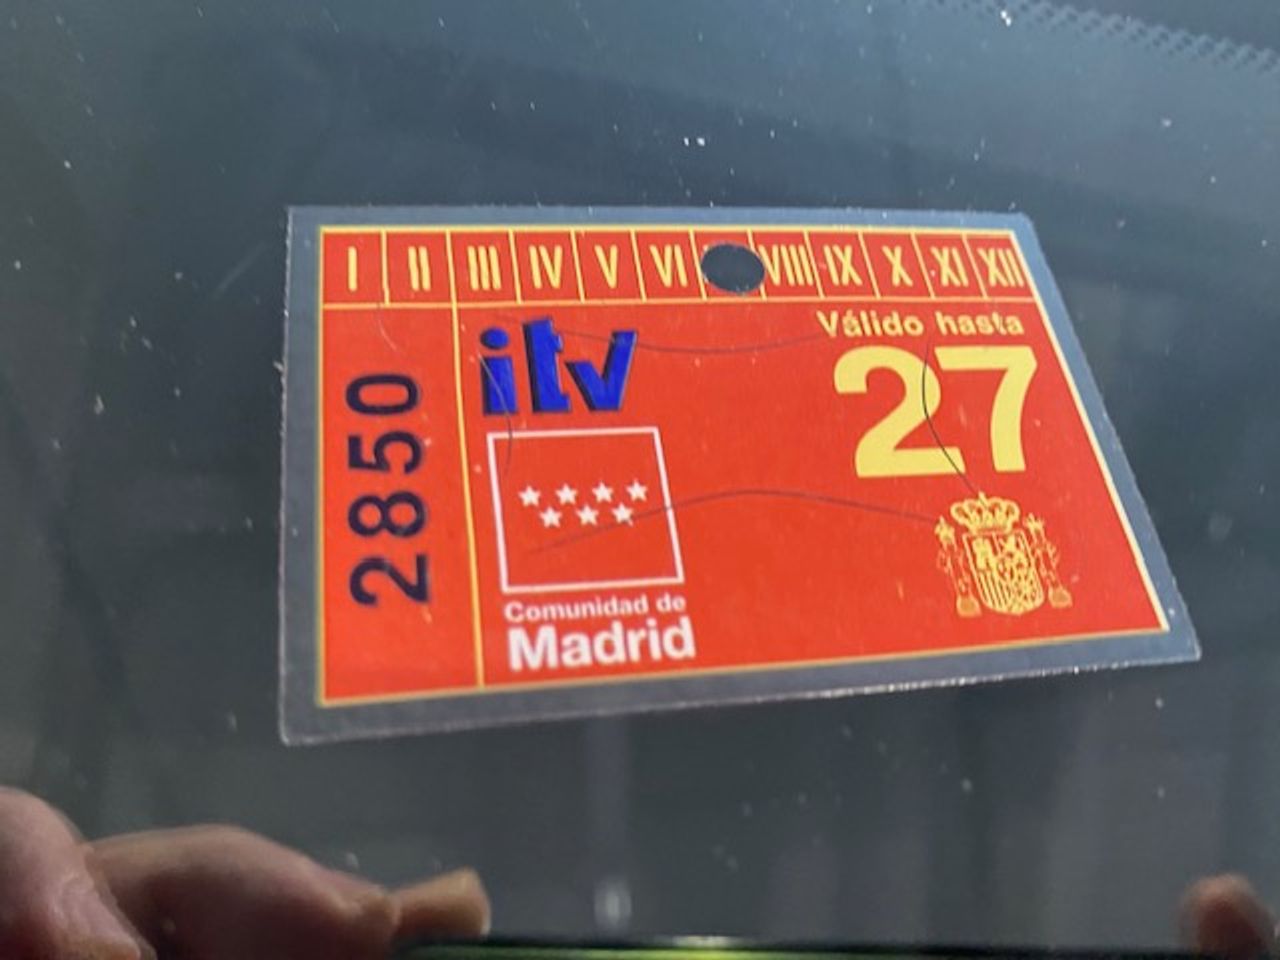 I II III IV V VI VIII IX X XI XII
Válido hasta
27
itv
2850
Comunidad de
Madrid